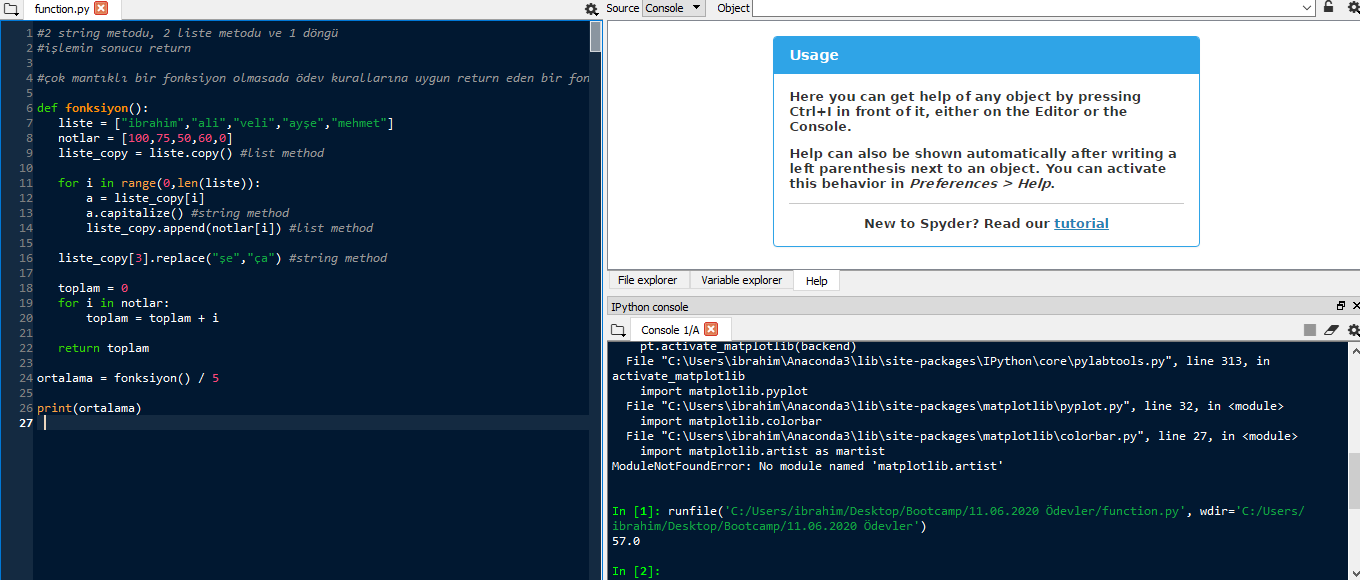 function.py
Source Console Object
1 #2 string metodu, 2 liste metodu ve 1 döngü
2 #işlemin sonucu return
3
4 #çok mantıklı bir fonksiyon olmasada ödev kurallarına uygun return eden bir fon
5
6 def fonksiyon():
7 liste = ["ibrahim","ali","veli","ayşe","mehmet"]
8 notlar = [100,75,50,60,0]
9 liste_copy = liste.copy() #list method
10
11 for i in range(0,len(liste)):
12 a = liste_copy[i]
13 a.capitalize() #string method
14 liste_copy.append(notlar[i]) #list method
15
16 liste_copy[3].replace("şe","ça") #string method
17
18 toplam = 0
19 for i in notlar:
20 toplam = toplam + i
21
22 return toplam
23
24 ortalama = fonksiyon() / 5
25
26 print(ortalama)
27
Usage
Here you can get help of any object by pressing
Ctrl+I in front of it, either on the Editor or the
Console.
Help can also be shown automatically after writing a
left parenthesis next to an object. You can activate
this behavior in Preferences > Help.
New to Spyder? Read our tutorial
File explorer Variable explorer Help
IPython console
Console 1/A
pt.activate_matplotlib(backend)
File "C:\Users\ibrahim\Anaconda3\lib\site-packages\IPython\core\pylabtools.py", line 313, in
activate_matplotlib
import matplotlib.pyplot
File "C:\Users\ibrahim\Anaconda3\lib\site-packages\matplotlib\pyplot.py", line 32, in <module>
import matplotlib.colorbar
File "C:\Users\ibrahim\Anaconda3\lib\site-packages\matplotlib\colorbar.py", line 27, in <module>
import matplotlib.artist as martist
ModuleNotFoundError: No module named 'matplotlib.artist'
In [1]: runfile('C:/Users/ibrahim/Desktop/Bootcamp/11.06.2020 Ödevler/function.py', wdir='C:/Users/
ibrahim/Desktop/Bootcamp/11.06.2020 Ödevler')
57.0
In [2]: